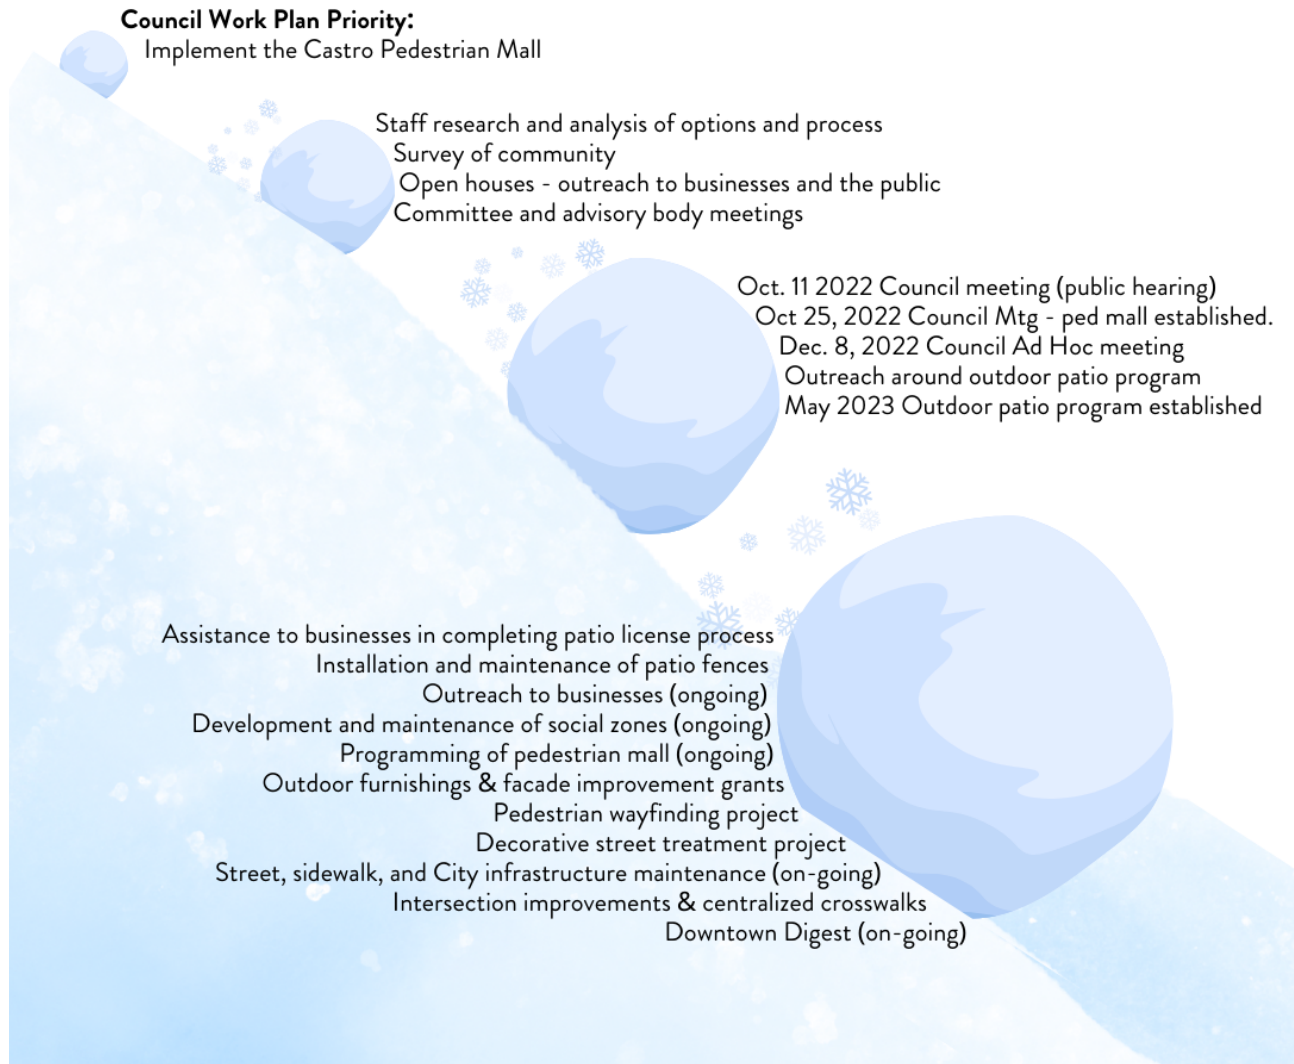 Council Work Plan Priority:
Implement the Castro Pedestrian Mall
Staff research and analysis of options and process
Survey of community
Open houses - outreach to businesses and the public
Committee and advisory body meetings
Oct. 11 2022 Council meeting (public hearing)
Oct 25, 2022 Council Mtg - ped mall established.
Dec. 8, 2022 Council Ad Hoc meeting
Outreach around outdoor patio program
May 2023 Outdoor patio program established
Assistance to businesses in completing patio license process
Installation and maintenance of patio fences
Outreach to businesses (ongoing)
Development and maintenance of social zones (ongoing)
Programming of pedestrian mall (ongoing)
Outdoor furnishings & facade improvement grants
Pedestrian wayfinding project
Decorative street treatment project
Street, sidewalk, and City infrastructure maintenance (on-going)
Intersection improvements & centralized crosswalks
Downtown Digest (on-going)